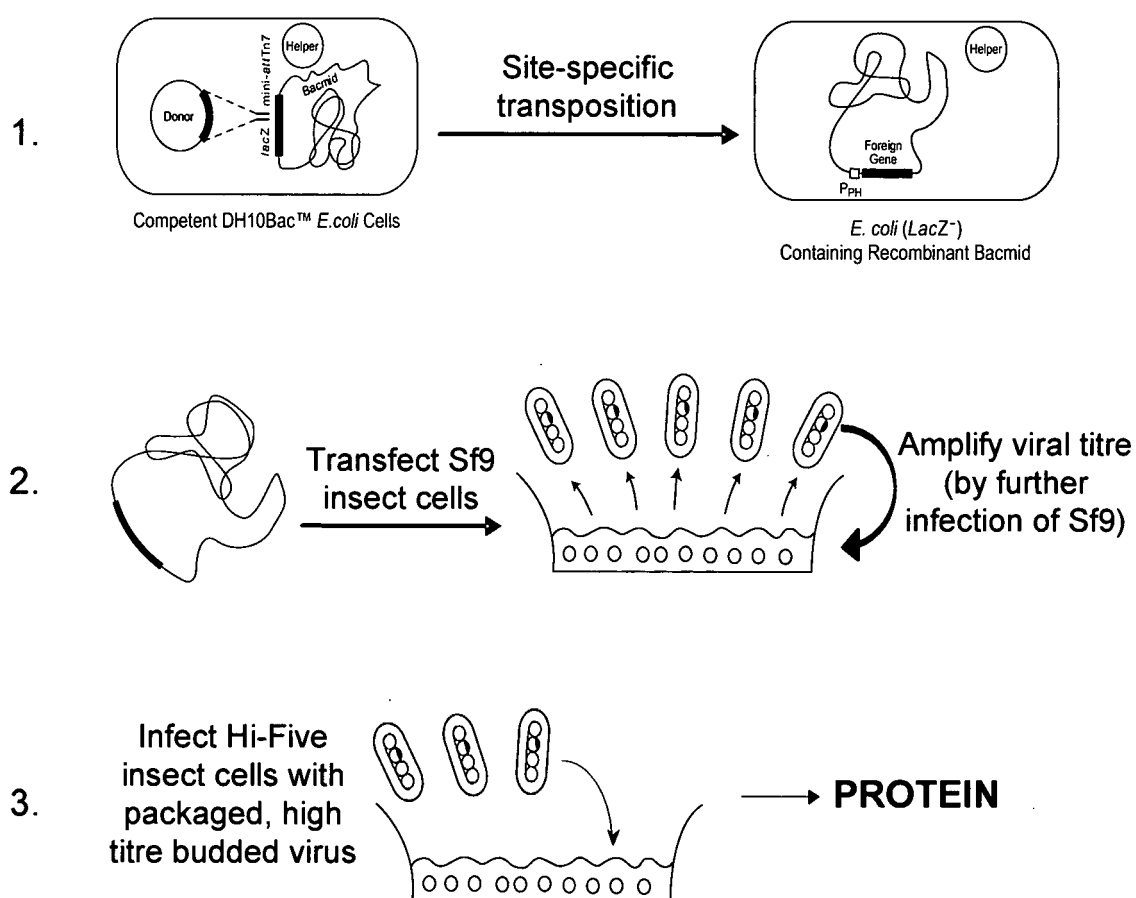 1.
Donor
lacZ
mini-attTn7
Helper
Bacmid
Competent DH10Bac™ E.coli Cells
Site-specific
transposition
Helper
Foreign
Gene
PPH
E. coli (LacZ⁻)
Containing Recombinant Bacmid
2.
Transfect Sf9
insect cells
Amplify viral titre
(by further
infection of Sf9)
3.
Infect Hi-Five
insect cells with
packaged, high
titre budded virus
PROTEIN